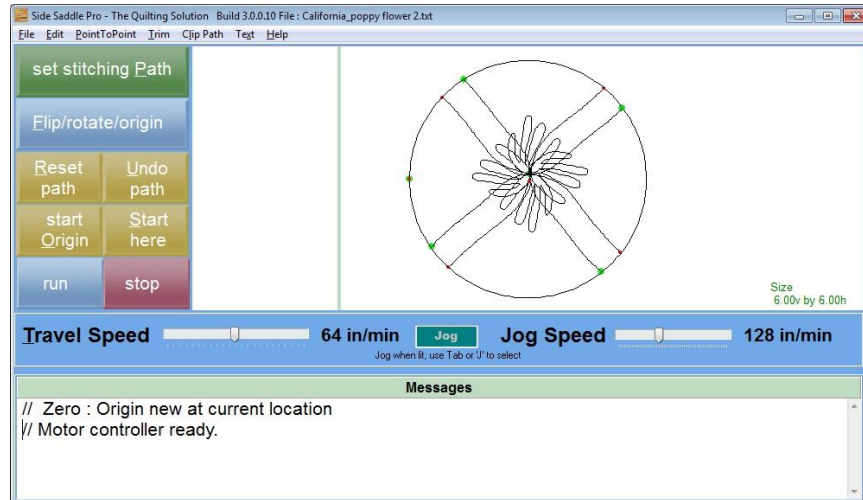 Side Saddle Pro - The Quilting Solution Build 3.0.0.10 File : California_poppy flower 2.txt
File Edit PointToPoint Trim Clip Path Text Help
set stitching Path
Flip/rotate/origin
Reset path
Undo path
start Origin
Start here
run
stop
Size
6.00v by 6.00h
Travel Speed
64 in/min
Jog
Jog Speed
128 in/min
Jog when lit, use Tab or 'J' to select
Messages
// Zero : Origin new at current location
// Motor controller ready.